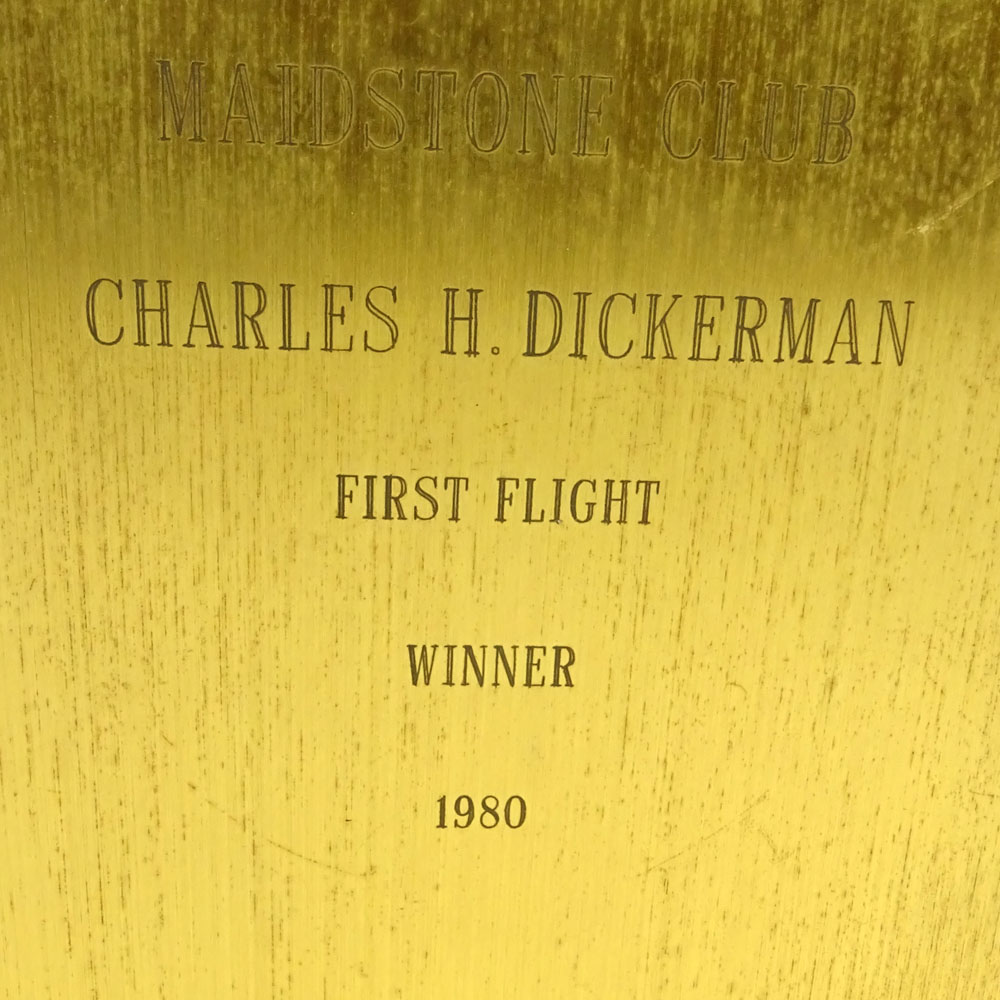 MAIDSTONE CLUB
CHARLES H. DICKERMAN
FIRST FLIGHT
WINNER
1980